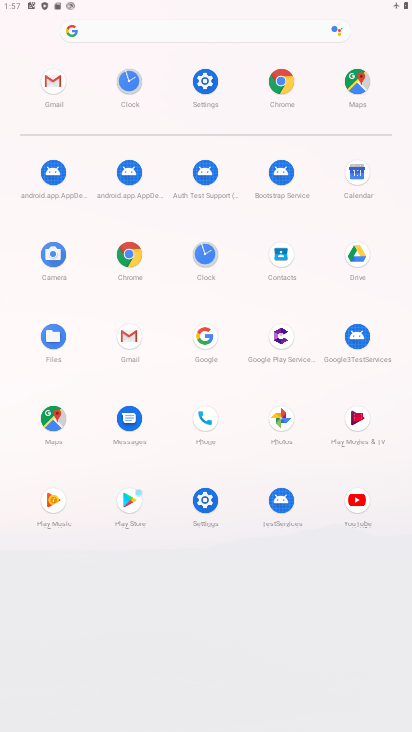 1:57
Gmail Clock Settings Chrome Maps
android.app.AppDe... android.app.AppDe... Auth Test Support (... Bootstrap Service Calendar
Camera Chrome Clock Contacts Drive
Files Gmail Google Google Play Service... Google3TestServices
Maps Messages Phone Photos Play Movies & TV
Play Music Play Store Settings TestServices YouTube